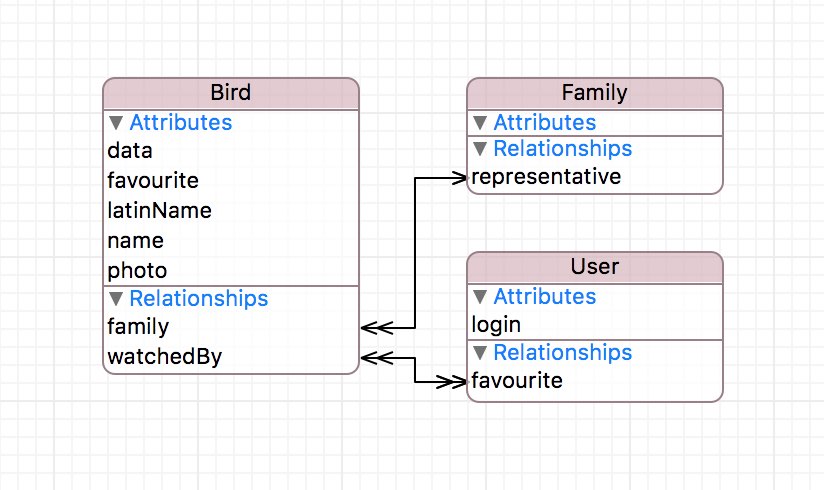 Bird
Attributes
data
favourite
latinName
name
photo
Relationships
family
watchedBy
Family
Attributes
Relationships
representative
User
Attributes
login
Relationships
favourite